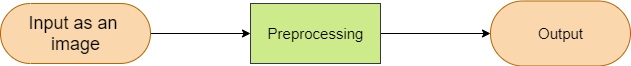 Input as an
image
Preprocessing
Output